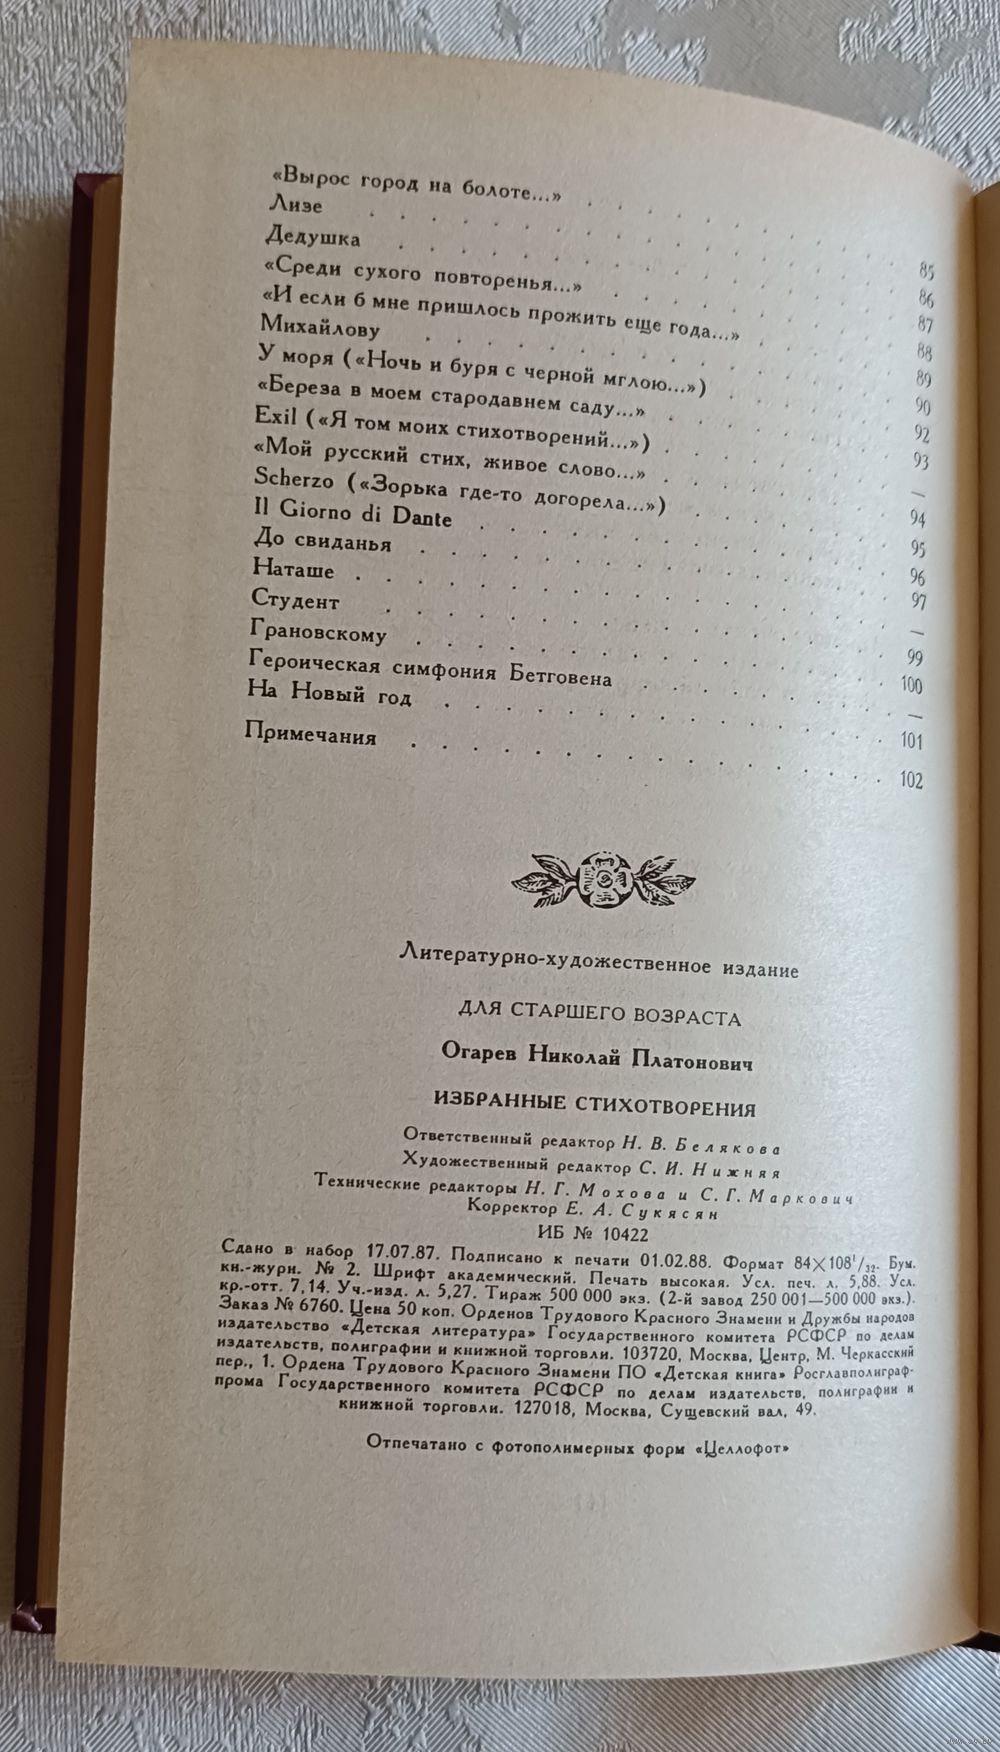 «Вырос город на болоте...» 85
Лизе 86
Дедушка 87
«Среди сухого повторенья...» 88
«И если б мне пришлось прожить еще года...» 89
Михайлову 90
У моря («Ночь и буря с черной мглою...») 92
«Береза в моем стародавнем саду...» 93
Exil («Я том моих стихотворений...») —
«Мой русский стих, живое слово...» 94
Scherzo («Зорька где-то догорела...») 95
Il Giorno di Dante 96
До свиданья 97
Наташе —
Студент 99
Грановскому 100
Героическая симфония Бетговена —
На Новый год 101
Примечания 102
Литературно-художественное издание
ДЛЯ СТАРШЕГО ВОЗРАСТА
Огарев Николай Платонович
ИЗБРАННЫЕ СТИХОТВОРЕНИЯ
Ответственный редактор Н. В. Белякова
Художественный редактор С. И. Нижняя
Технические редакторы Н. Г. Мохова и С. Г. Маркович
Корректор Е. А. Сукясян
ИБ № 10422
Сдано в набор 17.07.87. Подписано к печати 01.02.88. Формат 84×108¹/₃₂. Бум.
кн.-журн. № 2. Шрифт академический. Печать высокая. Усл. печ. л. 5,88. Усл.
кр.-отт. 7,14. Уч.-изд. л. 5,27. Тираж 500 000 экз. (2-й завод 250 001—500 000 экз.).
Заказ № 6760. Цена 50 коп. Орденов Трудового Красного Знамени и Дружбы народов
издательство «Детская литература» Государственного комитета РСФСР по делам
издательств, полиграфии и книжной торговли. 103720, Москва, Центр, М. Черкасский
пер., 1. Ордена Трудового Красного Знамени ПО «Детская книга» Росглавполиграф-
прома Государственного комитета РСФСР по делам издательств, полиграфии и
книжной торговли. 127018, Москва, Сущевский вал, 49.
Отпечатано с фотополимерных форм «Целлофот»